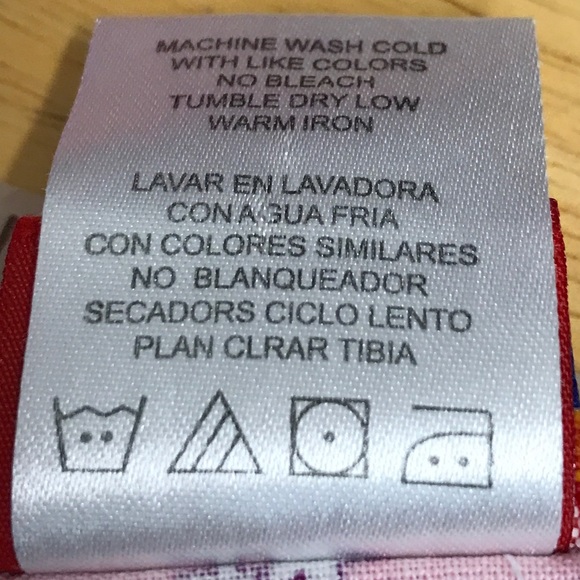 MACHINE WASH COLD
WITH LIKE COLORS
NO BLEACH
TUMBLE DRY LOW
WARM IRON
LAVAR EN LAVADORA
CON AGUA FRIA
CON COLORES SIMILARES
NO BLANQUEADOR
SECADORS CICLO LENTO
PLAN CLRAR TIBIA